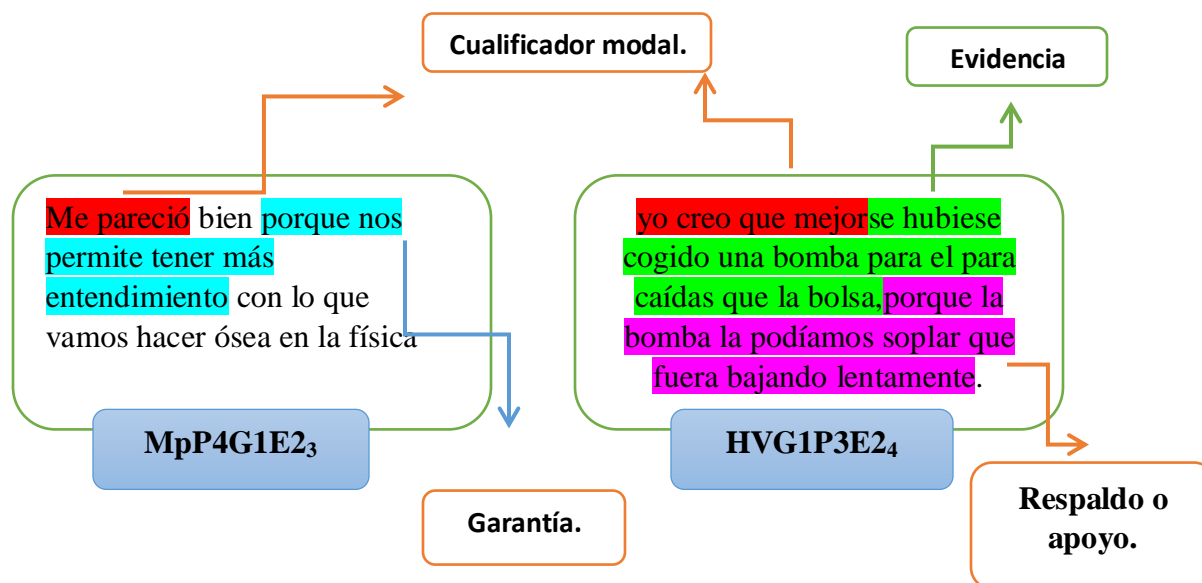 Cualificador modal.
Evidencia
Me pareció bien porque nos
permite tener más
entendimiento con lo que
vamos hacer ósea en la física
MpP4G1E2₃
yo creo que mejorse hubiese
cogido una bomba para el para
caídas que la bolsa,porque la
bomba la podíamos soplar que
fuera bajando lentamente.
HVG1P3E2₄
Garantía.
Respaldo o
apoyo.